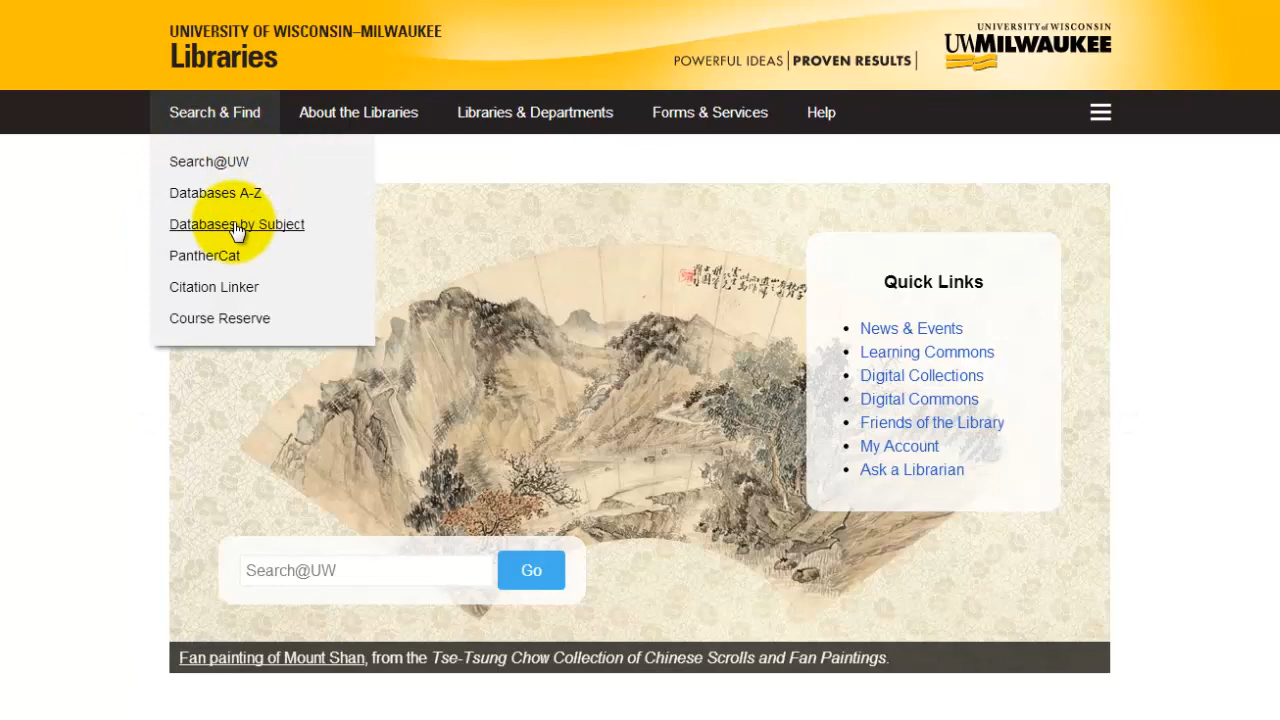 UNIVERSITY OF WISCONSIN–MILWAUKEE
Libraries
POWERFUL IDEAS | PROVEN RESULTS
UNIVERSITY of WISCONSIN
UWMILWAUKEE
Search & Find
About the Libraries
Libraries & Departments
Forms & Services
Help
Search@UW
Databases A-Z
Databases by Subject
PantherCat
Citation Linker
Course Reserve
Quick Links
News & Events
Learning Commons
Digital Collections
Digital Commons
Friends of the Library
My Account
Ask a Librarian
Search@UW
Go
Fan painting of Mount Shan, from the Tse-Tsung Chow Collection of Chinese Scrolls and Fan Paintings.